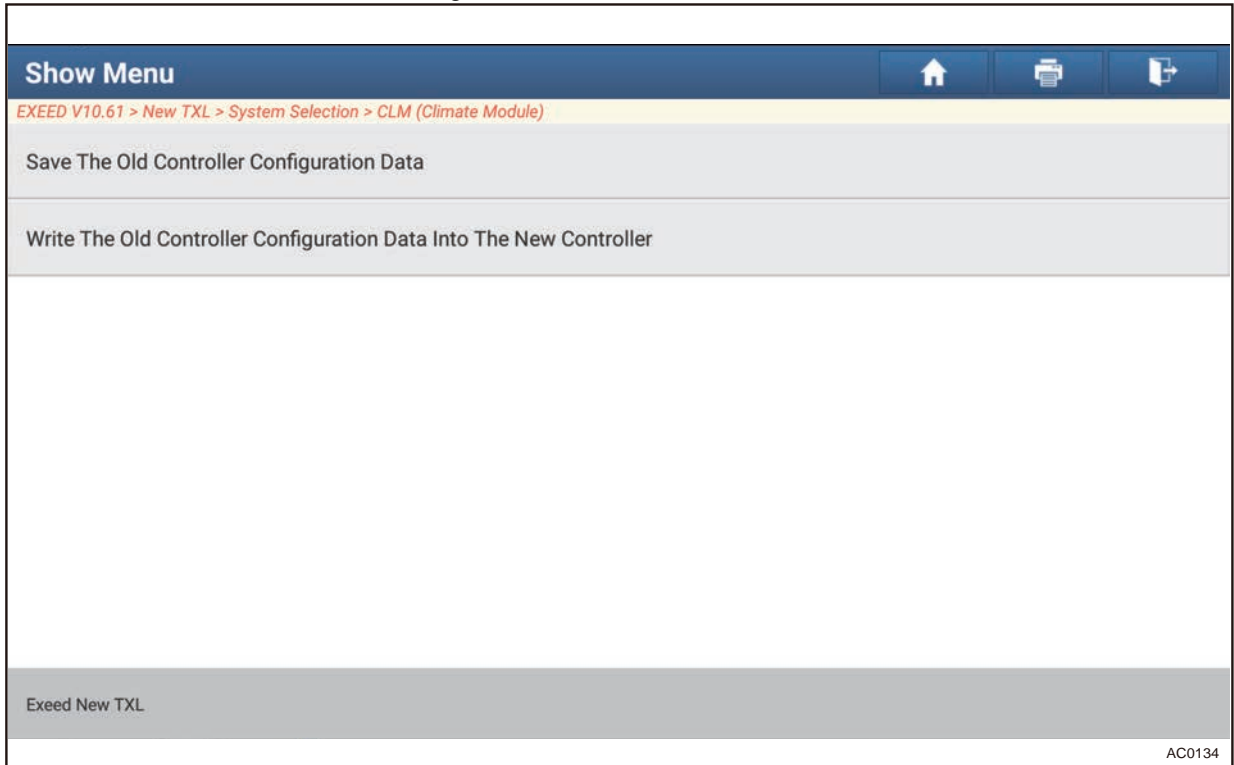 Show Menu
EXEED V10.61 > New TXL > System Selection > CLM (Climate Module)
Save The Old Controller Configuration Data
Write The Old Controller Configuration Data Into The New Controller
Exeed New TXL
AC0134